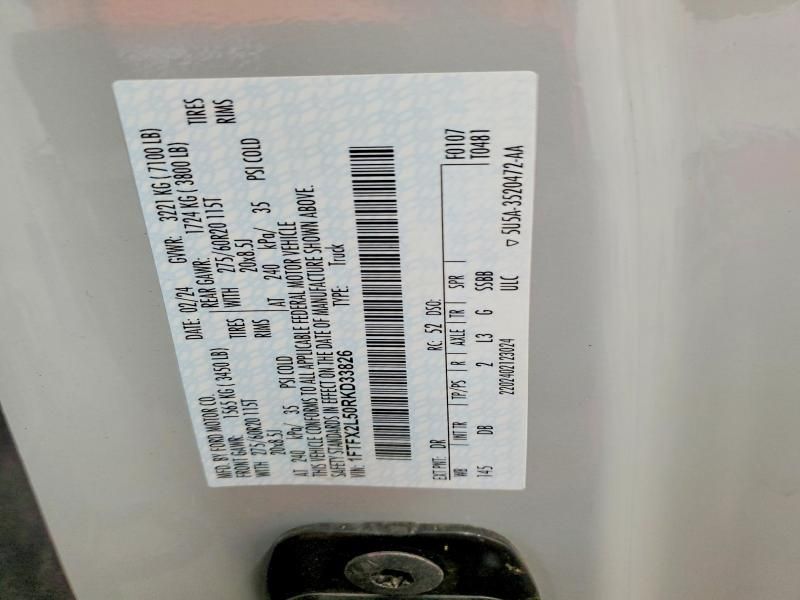 MFD. BY FORD MOTOR CO.
DATE: 02/24 GVWR: 3221 KG ( 7100 LB)
FRONT GAWR: 1565 KG ( 3450 LB) REAR GAWR: 1724 KG ( 3800 LB)
WITH 275/60R20 115T TIRES WITH 275/60R20 115T TIRES
20x8.5J RIMS 20x8.5J RIMS
AT 240 kPa/ 35 PSI COLD AT 240 kPa/ 35 PSI COLD
THIS VEHICLE CONFORMS TO ALL APPLICABLE FEDERAL MOTOR VEHICLE
SAFETY STANDARDS IN EFFECT ON THE DATE OF MANUFACTURE SHOWN ABOVE.
VIN: 1FTFX2L50RKD33826 TYPE: Truck
F0107
T0481
EXT PNT: DR RC: 52 DSO:
WB INT TR TP/PS R AXLE TR SPR
145 DB 2 L3 G SSBB
2202402123024 ULC ▽ 5U5A-3520472-AA